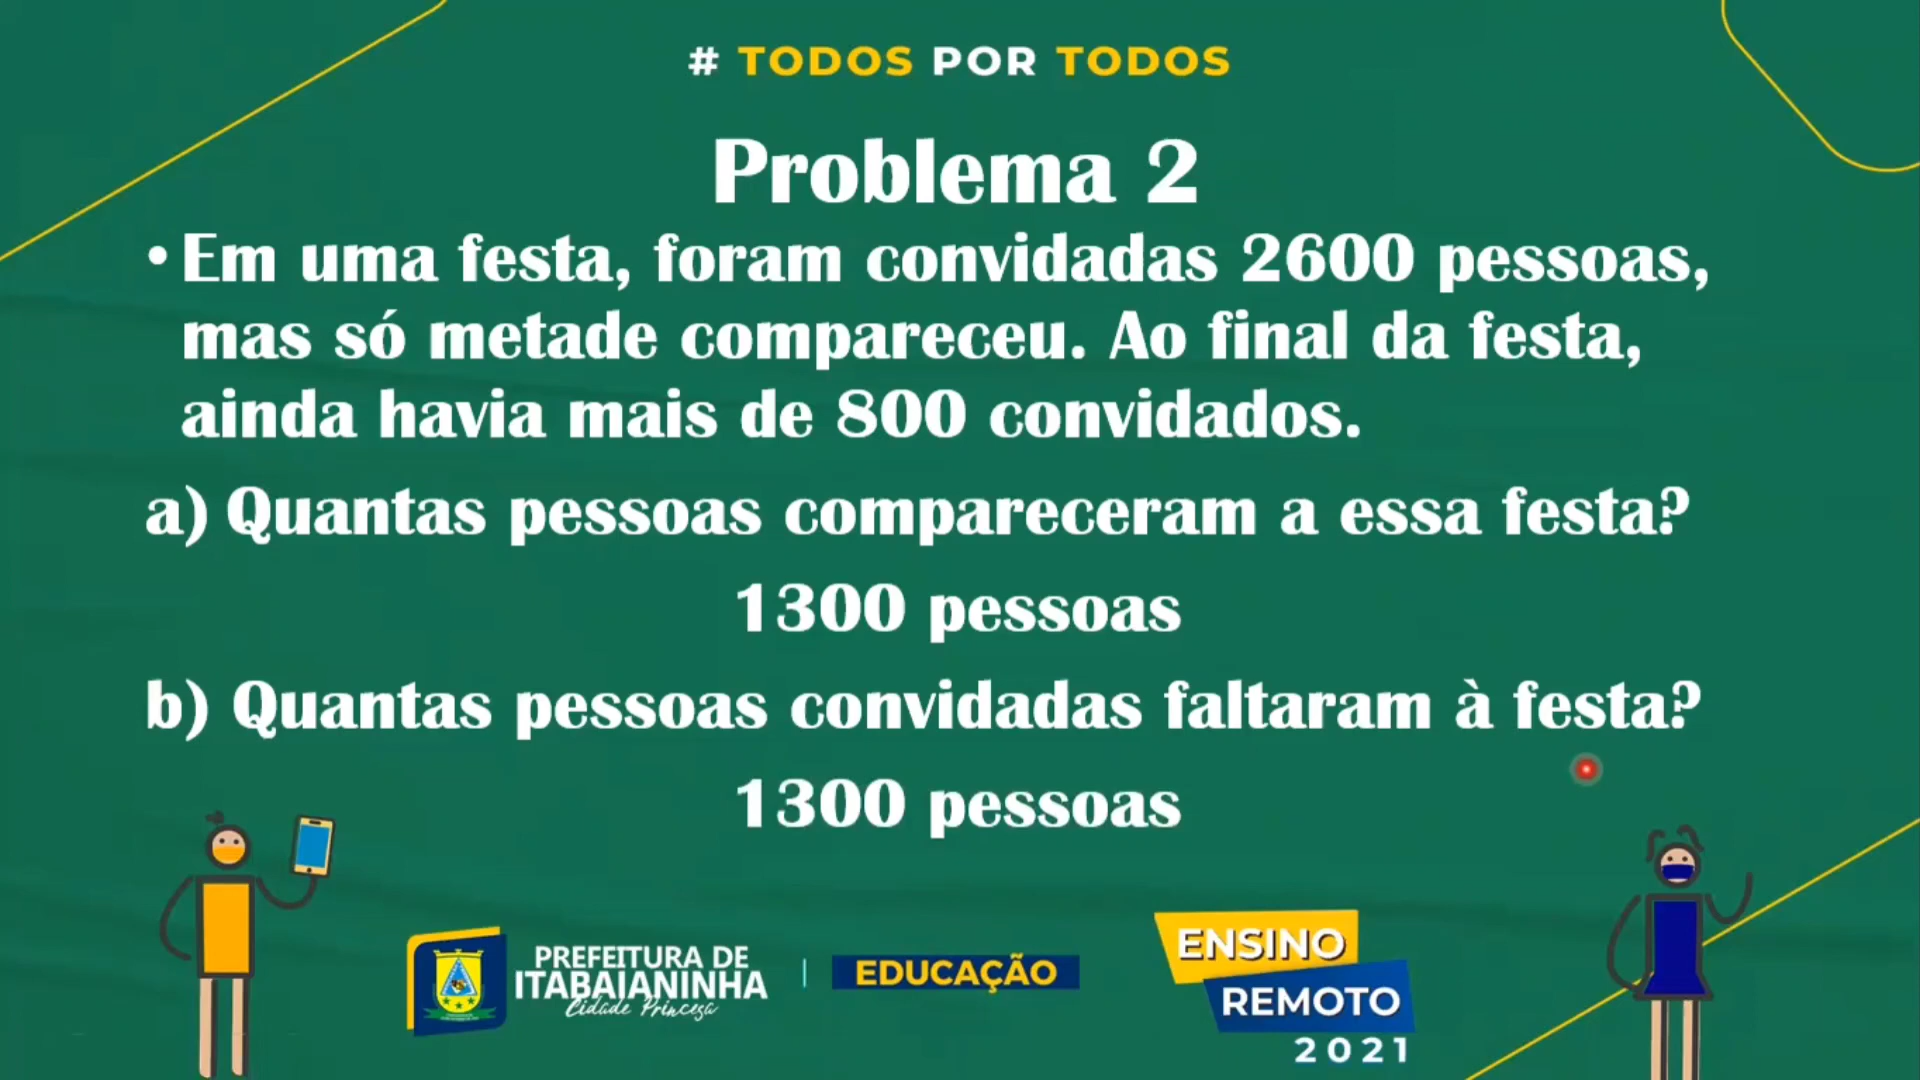 # TODOS POR TODOS
Problema 2
• Em uma festa, foram convidadas 2600 pessoas,
mas só metade compareceu. Ao final da festa,
ainda havia mais de 800 convidados.
a) Quantas pessoas compareceram a essa festa?
1300 pessoas
b) Quantas pessoas convidadas faltaram à festa?
1300 pessoas
PREFEITURA DE
ITABAIANINHA
Cidade Princesa
EDUCAÇÃO
ENSINO
REMOTO
2021